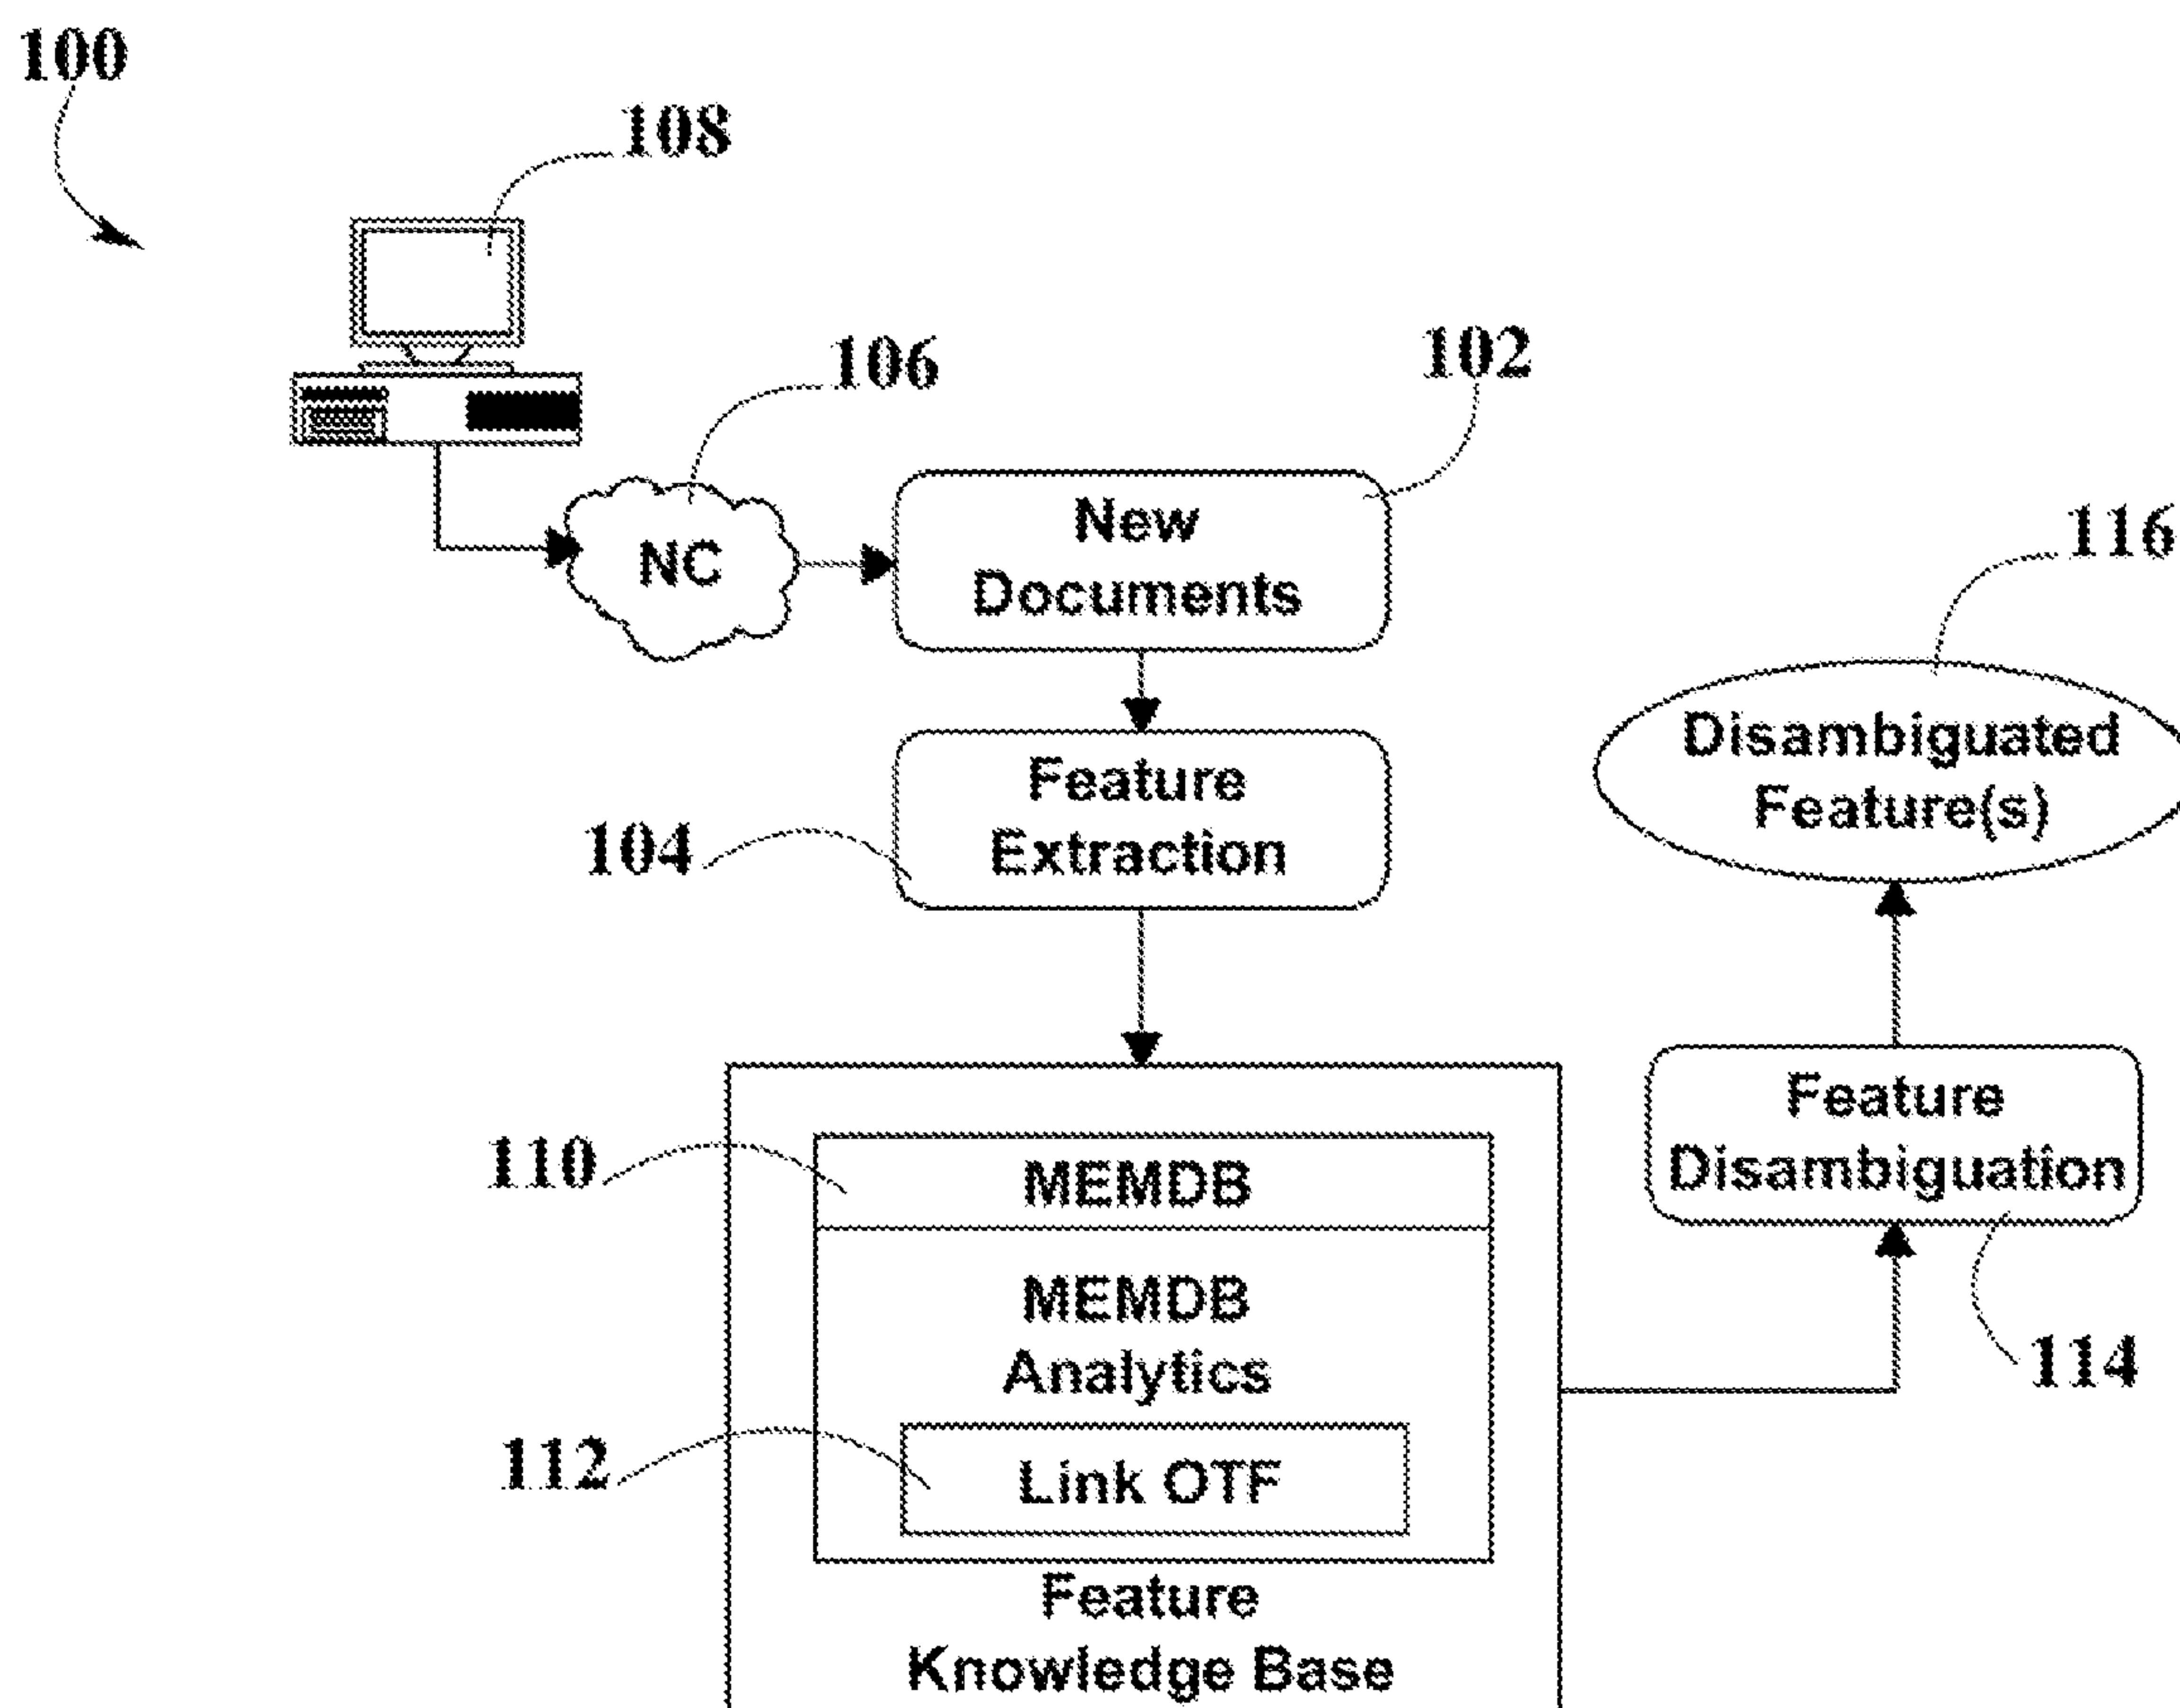 100
108
106
102
NC
New
Documents
116
Disambiguated
Feature(s)
Feature
Extraction
104
Feature
Disambiguation
110
MEMDB
MEMDB
Analytics
114
112
Link OTF
Feature
Knowledge Base